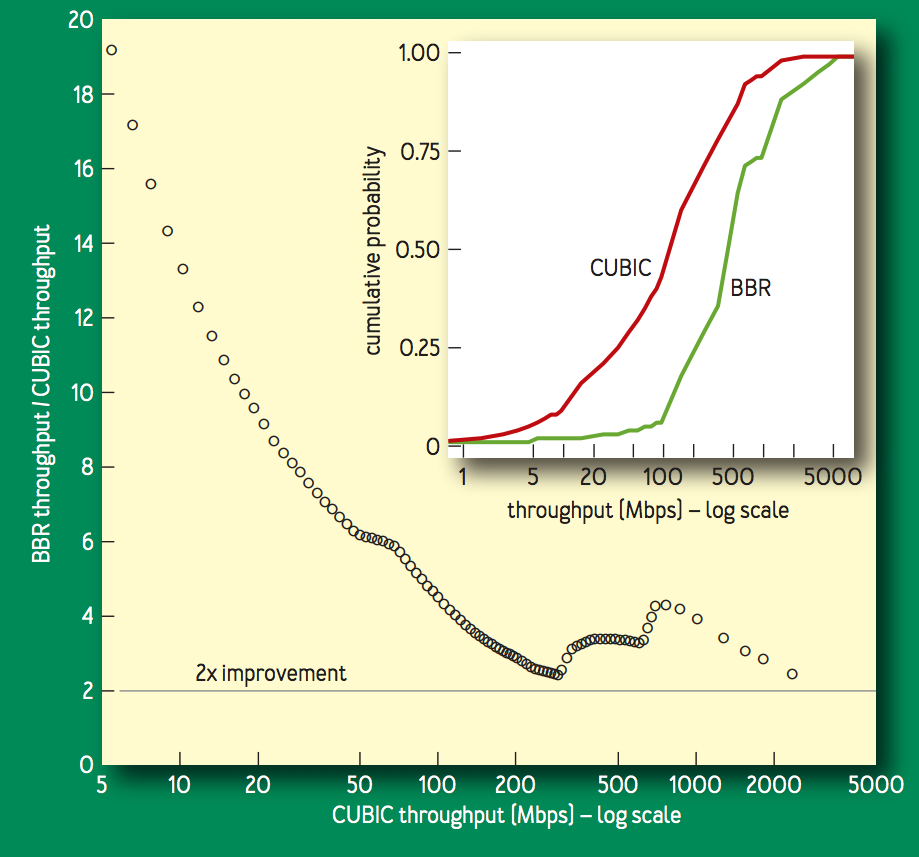 20
18
16
14
12
10
8
6
4
2
0
BBR throughput / CUBIC throughput
2x improvement
5 10 20 50 100 200 500 1000 2000 5000
CUBIC throughput (Mbps) – log scale
1.00
0.75
0.50
0.25
0
cumulative probability
CUBIC
BBR
1 5 20 100 500 5000
throughput (Mbps) – log scale